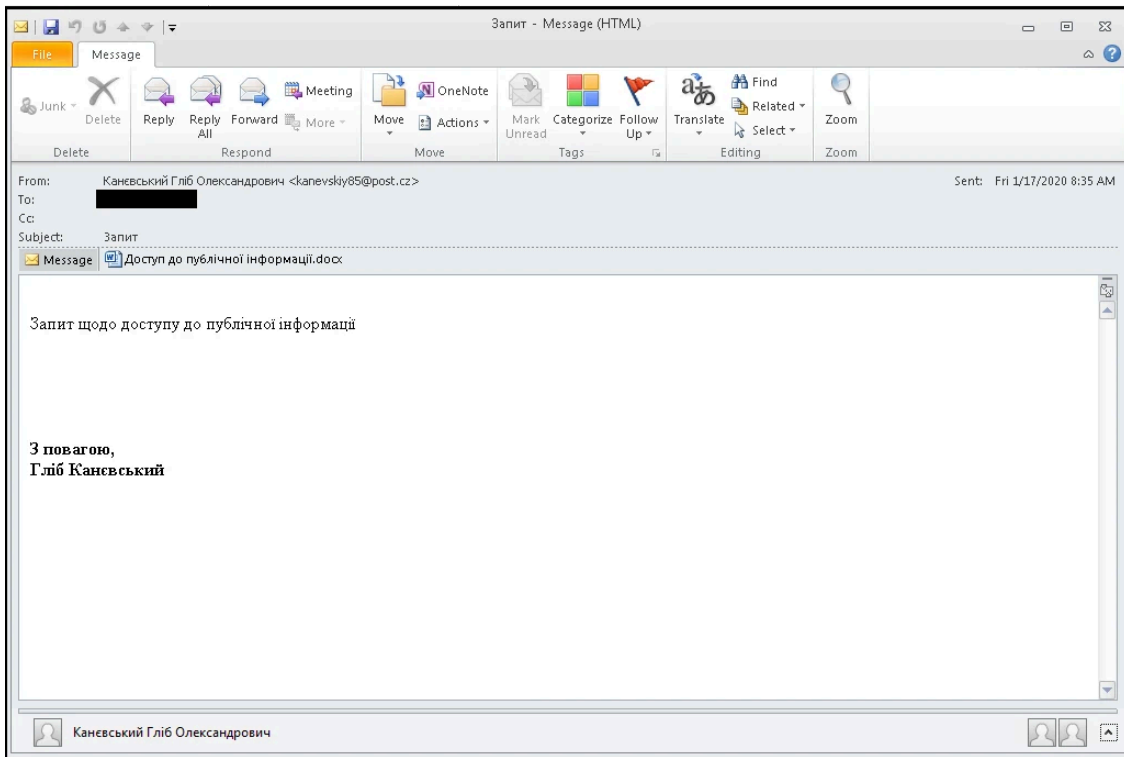 Запит - Message (HTML)
File Message
Junk
Delete
Reply
Reply All
Forward
Meeting
More
Move
OneNote
Actions
Mark Unread
Categorize
Follow Up
Translate
Find
Related
Select
Zoom
Delete Respond Move Tags Editing Zoom
From: Канєвський Гліб Олександрович <kanevskiy85@post.cz> Sent: Fri 1/17/2020 8:35 AM
To:
Cc:
Subject: Запит
Message Доступ до публічної інформації.docx
Запит щодо доступу до публічної інформації
З повагою,
Гліб Канєвський
Канєвський Гліб Олександрович